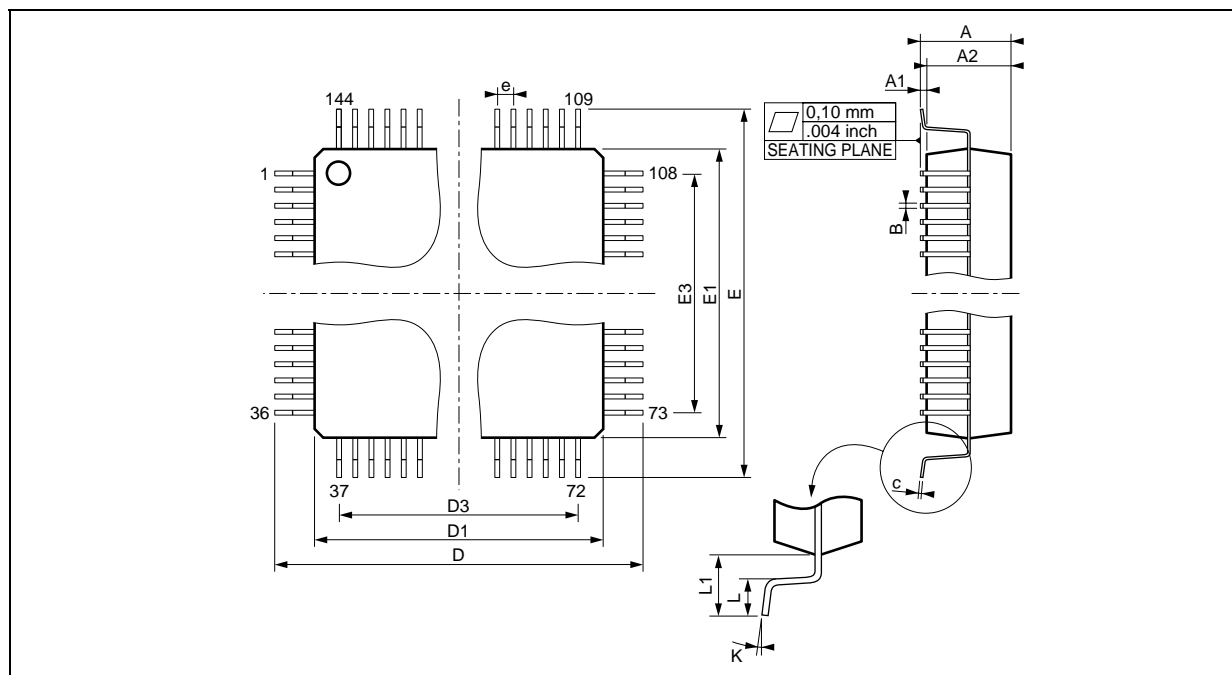 A
A2
A1
e
144
109
0,10 mm
.004 inch
SEATING PLANE
1
108
B
E3
E1
E
36
73
37
72
c
D3
D1
D
L1
L
K